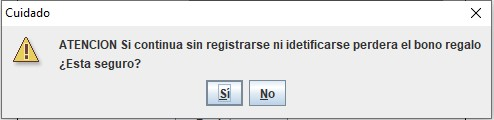 Cuidado
ATENCION Si continua sin registrarse ni idetificarse perdera el bono regalo
¿Esta seguro?
Sí No